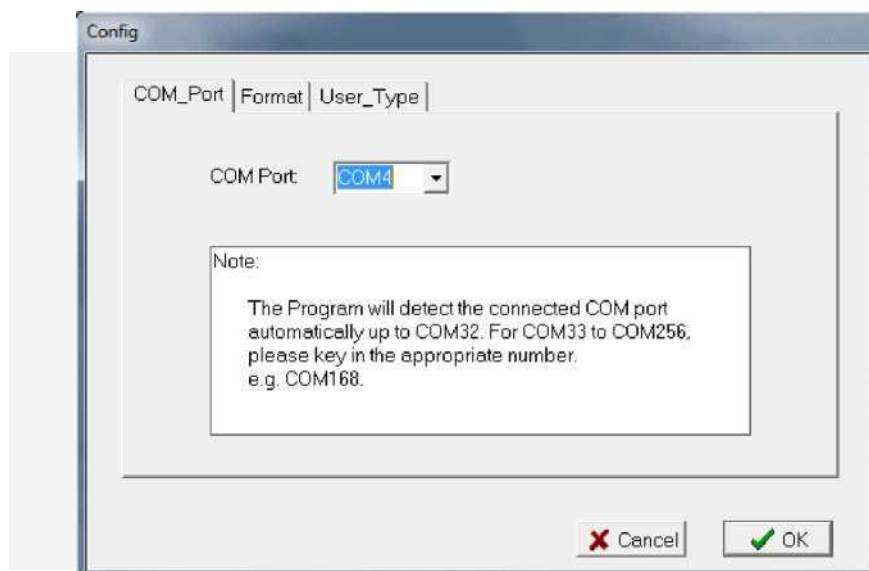 Config
COM_Port Format User_Type
COM Port: COM4
Note:
The Program will detect the connected COM port
automatically up to COM32. For COM33 to COM256,
please key in the appropriate number.
e.g. COM168.
Cancel OK